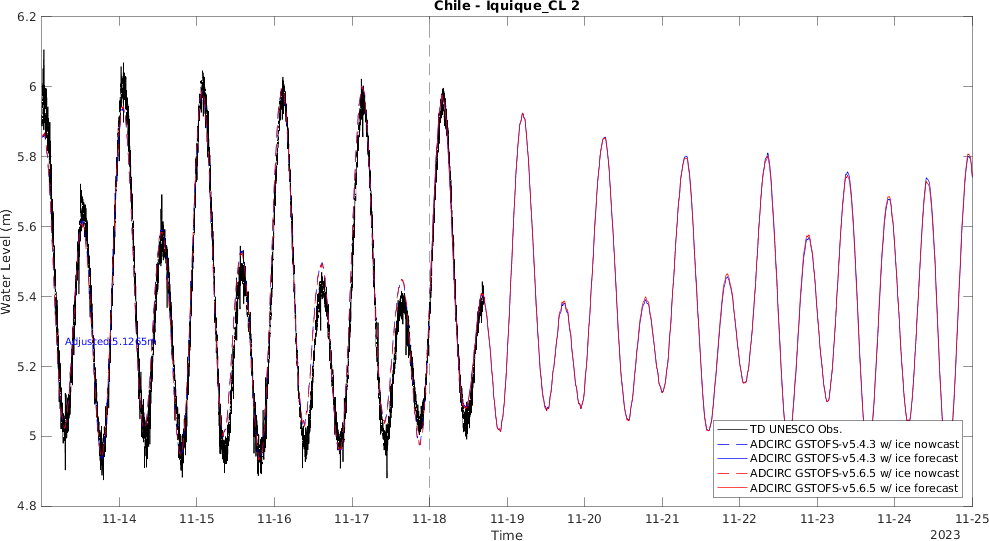 Chile - Iquique_CL 2
6.2
6
5.8
5.6
5.4
5.2
5
4.8
Water Level (m)
Adjusted 5.1265m
TD UNESCO Obs.
ADCIRC GSTOFS-v5.4.3 w/ ice nowcast
ADCIRC GSTOFS-v5.4.3 w/ ice forecast
ADCIRC GSTOFS-v5.6.5 w/ ice nowcast
ADCIRC GSTOFS-v5.6.5 w/ ice forecast
11-14 11-15 11-16 11-17 11-18 11-19 11-20 11-21 11-22 11-23 11-24 11-25
Time
2023